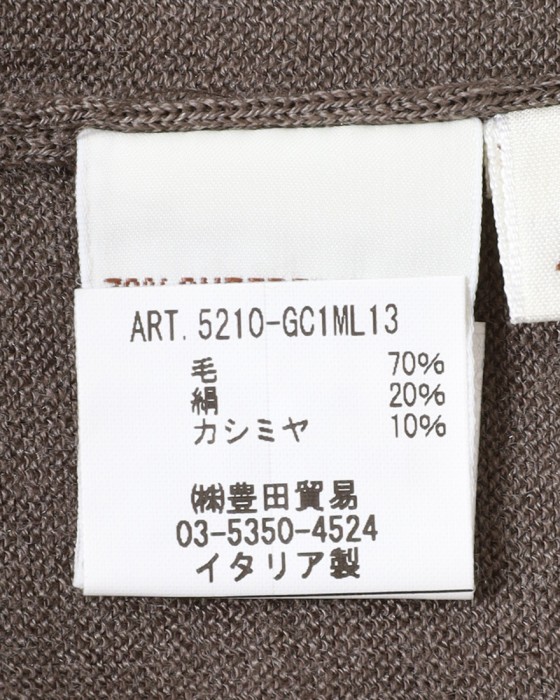 ART. 5210-GC1ML13
毛 70%
絹 20%
カシミヤ 10%
㈱豊田貿易
03-5350-4524
イタリア製